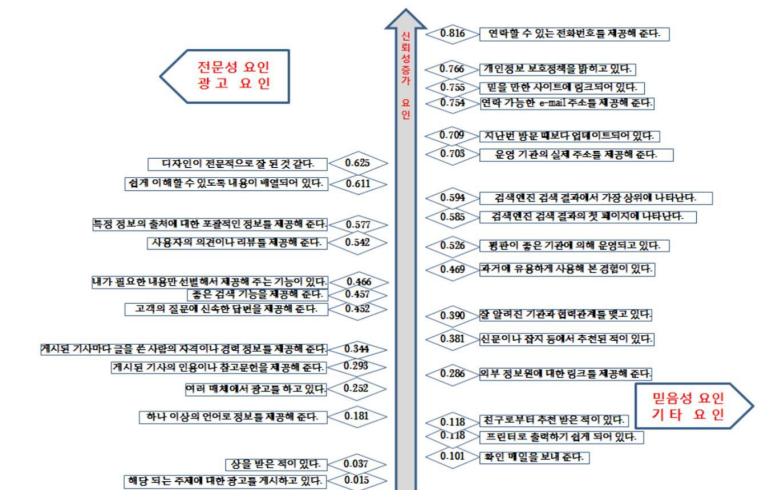 전문성 요인
광고 요인
신뢰성증가 요인
0.816 연락할 수 있는 전화번호를 제공해 준다.
0.766 개인정보 보호정책을 밝히고 있다.
0.755 믿을 만한 사이트에 링크되어 있다.
0.754 연락 가능한 e-mail 주소를 제공해 준다.
0.709 지난번 방문 때보다 업데이트되어 있다.
0.703 운영 기관의 실제 주소를 제공해 준다.
디자인이 전문적으로 잘 된 것 같다. 0.625
쉽게 이해할 수 있도록 내용이 배열되어 있다. 0.611
0.594 검색엔진 검색 결과에서 가장 상위에 나타난다.
0.585 검색엔진 검색 결과의 첫 페이지에 나타난다.
특정 정보의 출처에 대한 포괄적인 정보를 제공해 준다. 0.577
사용자의 의견이나 리뷰를 제공해 준다. 0.542
0.526 평판이 좋은 기관에 의해 운영되고 있다.
0.469 과거에 유용하게 사용해 본 경험이 있다.
내가 필요한 내용만 선별해서 제공해 주는 기능이 있다. 0.466
좋은 검색 기능을 제공해 준다. 0.457
고객의 질문에 신속한 답변을 제공해 준다. 0.452
0.390 잘 알려진 기관과 협력관계를 맺고 있다.
0.381 신문이나 잡지 등에서 추천된 적이 있다.
게시된 기사마다 글을 쓴 사람의 자격이나 경력 정보를 제공해 준다. 0.344
게시된 기사의 인용이나 참고문헌을 제공해 준다. 0.293
0.286 외부 정보원에 대한 링크를 제공해 준다.
여러 매체에서 광고를 하고 있다. 0.252
믿음성 요인
기타 요인
하나 이상의 언어로 정보를 제공해 준다. 0.181
0.118 친구로부터 추천 받은 적이 있다.
0.118 프린터로 출력하기 쉽게 되어 있다.
0.101 확인 메일을 보내 준다.
상을 받은 적이 있다. 0.037
해당 되는 주제에 대한 광고를 게시하고 있다. 0.015